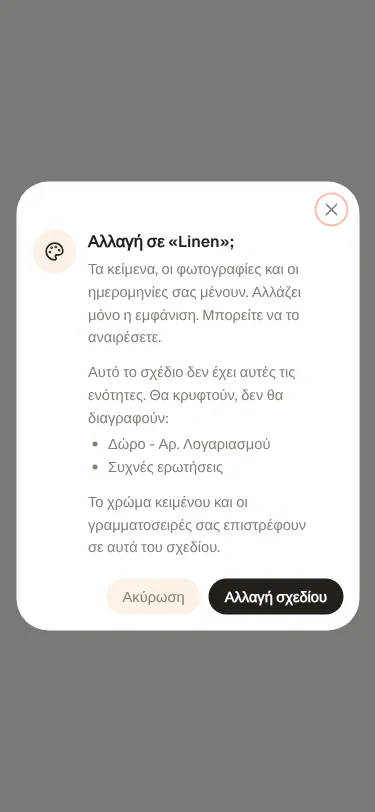 Αλλαγή σε «Linen»;
Τα κείμενα, οι φωτογραφίες και οι
ημερομηνίες σας μένουν. Αλλάζει
μόνο η εμφάνιση. Μπορείτε να το
αναιρέσετε.
Αυτό το σχέδιο δεν έχει αυτές τις
ενότητες. Θα κρυφτούν, δεν θα
διαγραφούν:
• Δώρο - Αρ. Λογαριασμού
• Συχνές ερωτήσεις
Το χρώμα κειμένου και οι
γραμματοσειρές σας επιστρέφουν
σε αυτά του σχεδίου.
Ακύρωση
Αλλαγή σχεδίου